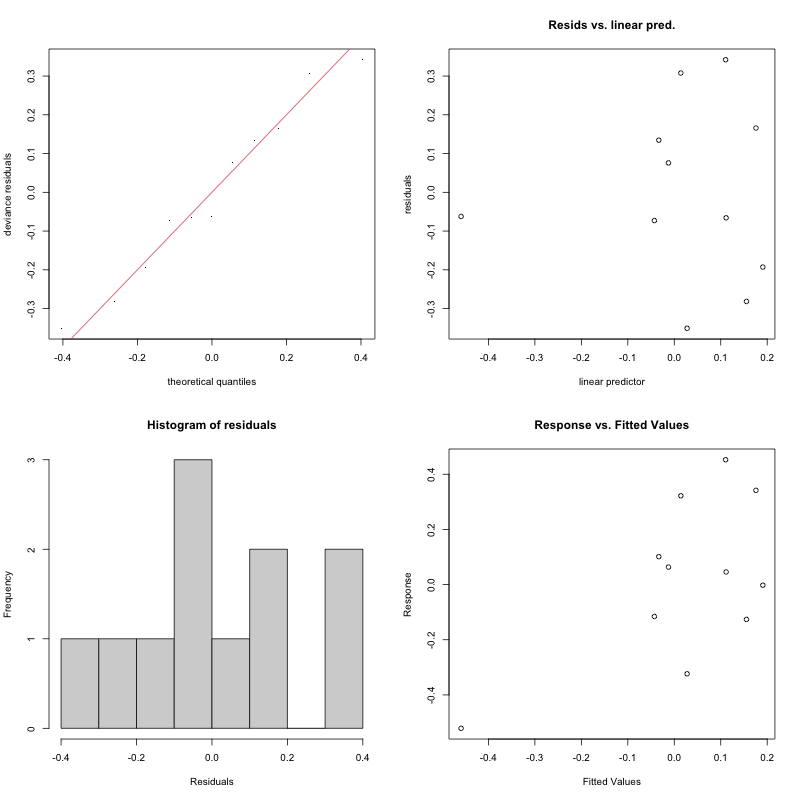 deviance residuals
0.3
0.2
0.1
0.0
-0.1
-0.2
-0.3
-0.4 -0.2 0.0 0.2 0.4
theoretical quantiles
Resids vs. linear pred.
residuals
0.3
0.2
0.1
0.0
-0.1
-0.2
-0.3
-0.4 -0.3 -0.2 -0.1 0.0 0.1 0.2
linear predictor
Histogram of residuals
Frequency
3
2
1
0
-0.4 -0.2 0.0 0.2 0.4
Residuals
Response vs. Fitted Values
Response
0.4
0.2
0.0
-0.2
-0.4
-0.4 -0.3 -0.2 -0.1 0.0 0.1 0.2
Fitted Values